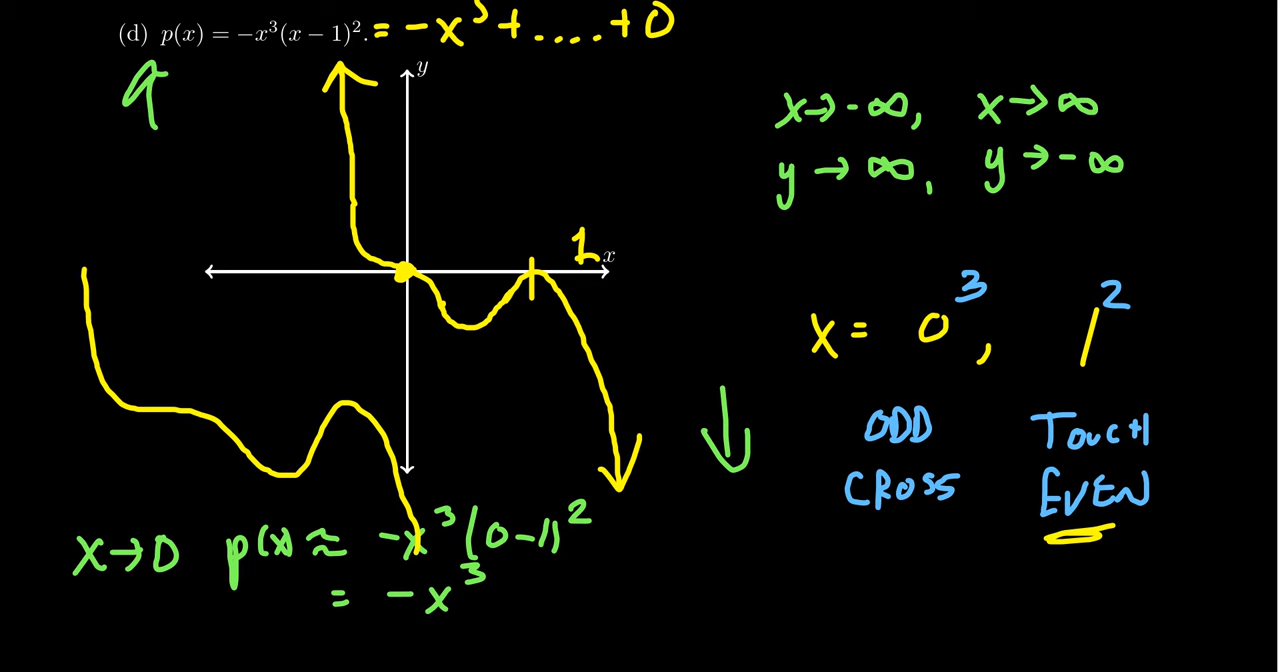 (d) p(x) = −x³(x − 1)². = −x³ + .... + 0
y
x → −∞, x → ∞
y → ∞, y → −∞
1 x
x = 0³, 1²
ODD TOUCH
CROSS EVEN
x → 0 p(x) ≈ −x³(0−1)²
= −x³